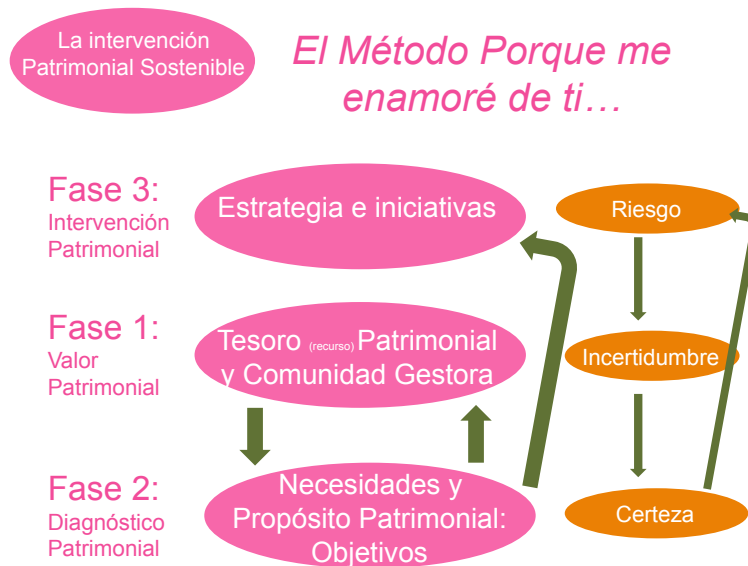 La intervención
Patrimonial Sostenible
El Método Porque me
enamoré de ti…
Fase 3:
Intervención
Patrimonial
Estrategia e iniciativas
Riesgo
Fase 1:
Valor
Patrimonial
Tesoro (recurso) Patrimonial
y Comunidad Gestora
Incertidumbre
Fase 2:
Diagnóstico
Patrimonial
Necesidades y
Propósito Patrimonial:
Objetivos
Certeza